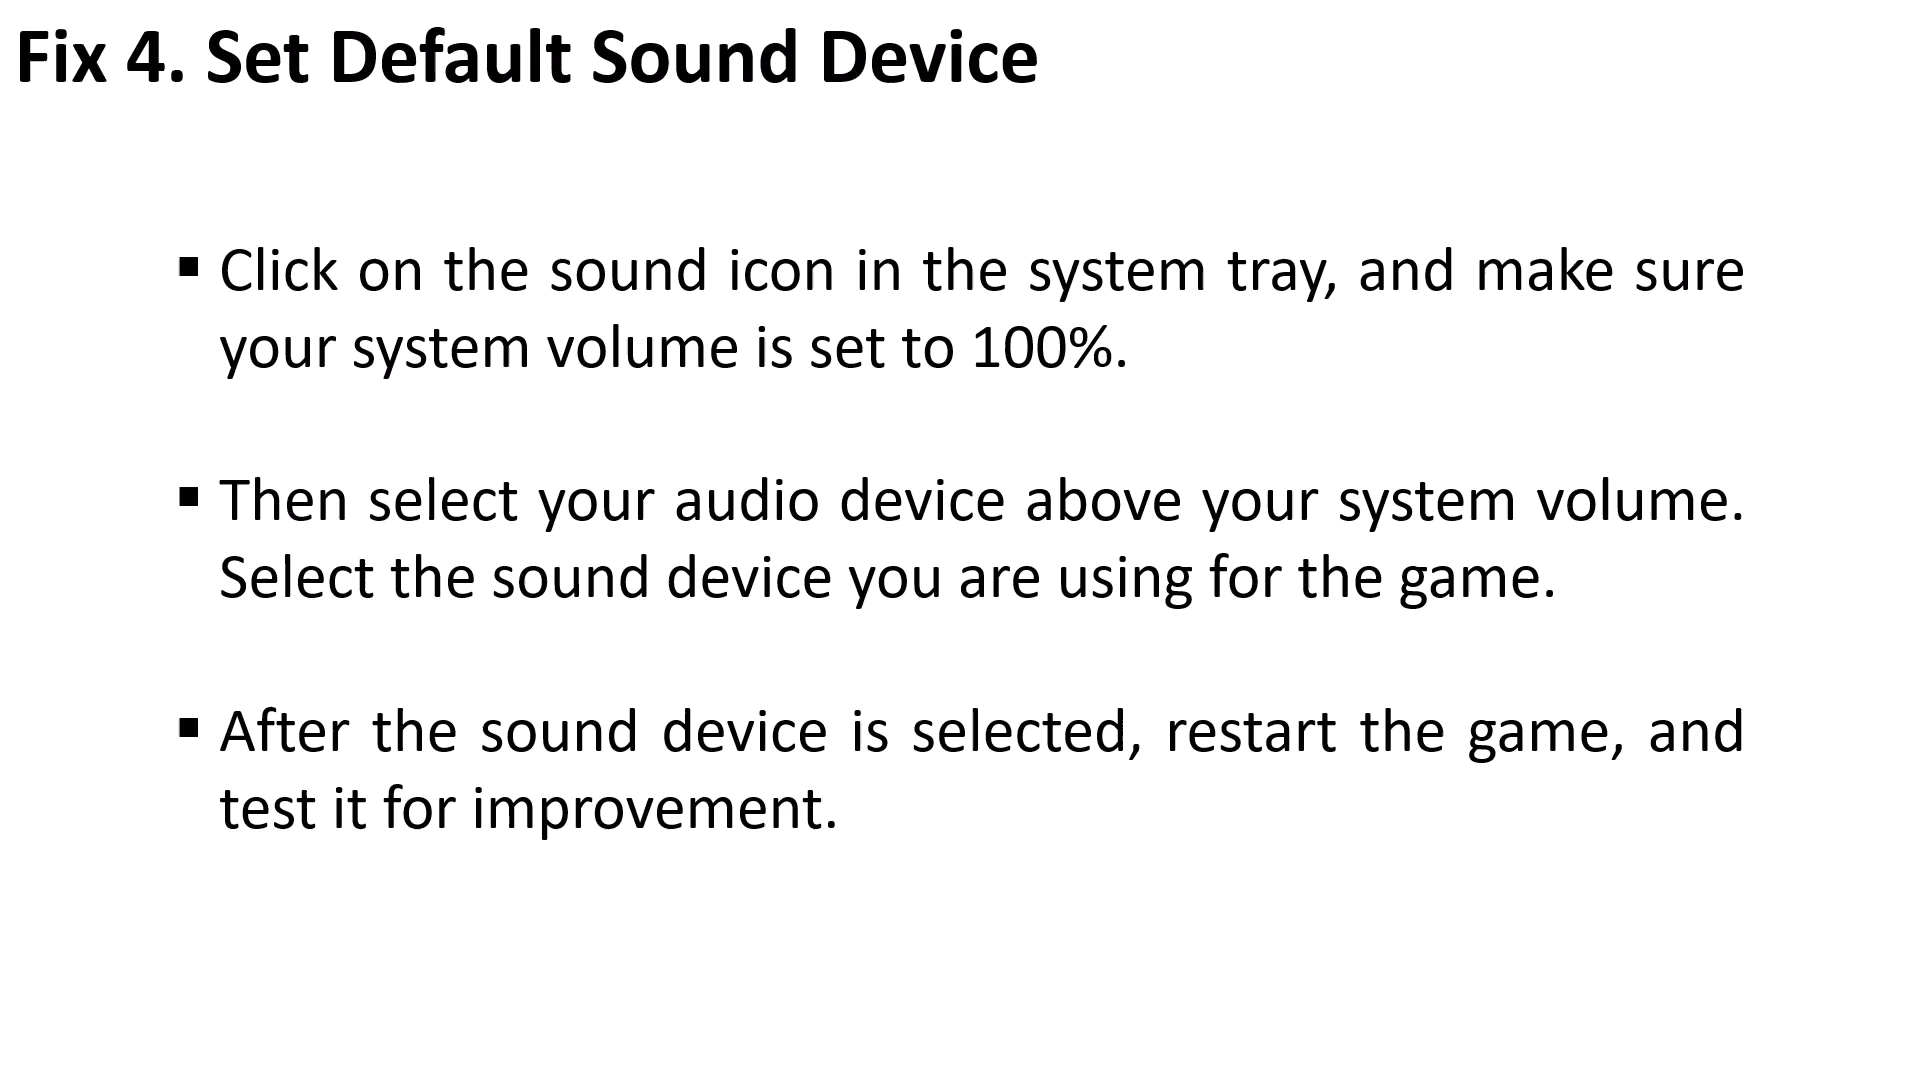 Fix 4. Set Default Sound Device
▪ Click on the sound icon in the system tray, and make sure
your system volume is set to 100%.
▪ Then select your audio device above your system volume.
Select the sound device you are using for the game.
▪ After the sound device is selected, restart the game, and
test it for improvement.